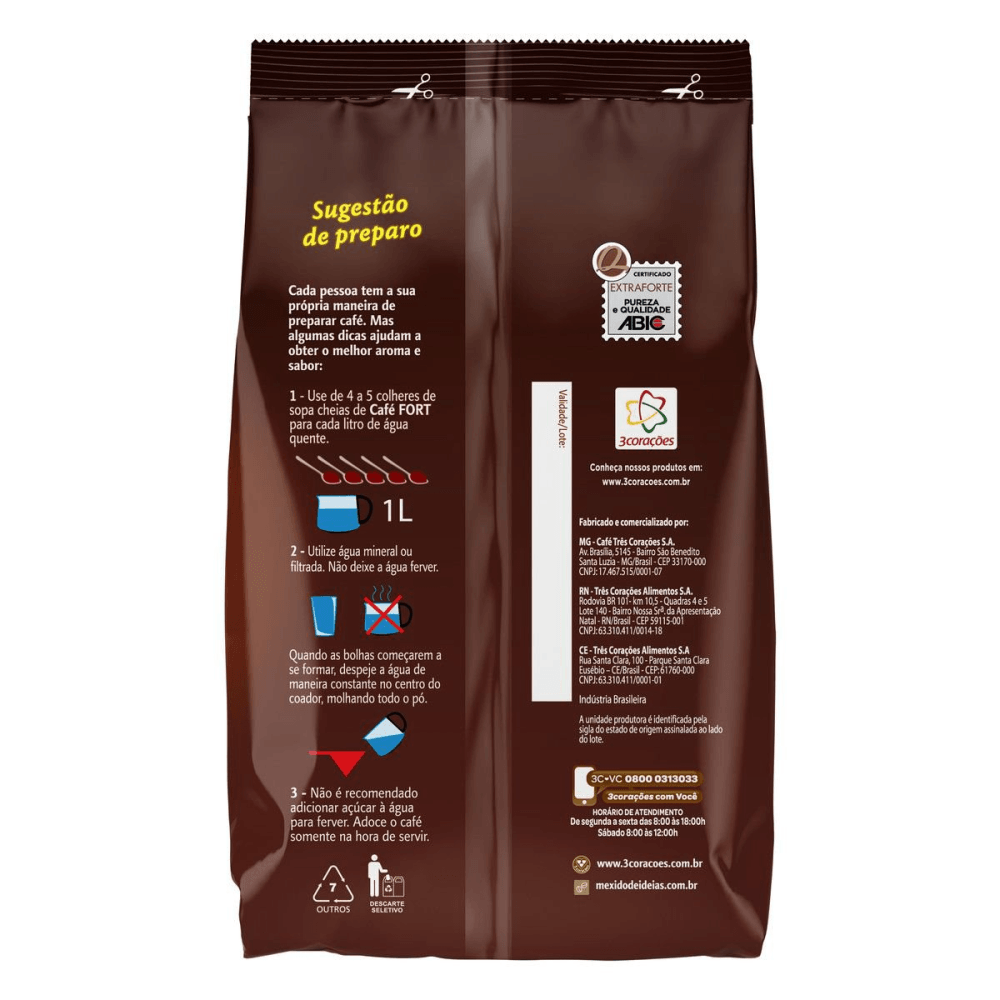 Sugestão
de preparo
Cada pessoa tem a sua
própria maneira de
preparar café. Mas
algumas dicas ajudam a
obter o melhor aroma e
sabor:
1 - Use de 4 a 5 colheres de
sopa cheias de Café FORT
para cada litro de água
quente.
1L
2 - Utilize água mineral ou
filtrada. Não deixe a água ferver.
Quando as bolhas começarem a
se formar, despeje a água de
maneira constante no centro do
coador, molhando todo o pó.
3 - Não é recomendado
adicionar açúcar à água
para ferver. Adoce o café
somente na hora de servir.
7
OUTROS
DESCARTE
SELETIVO
CERTIFICADO
EXTRAFORTE
PUREZA
e QUALIDADE
ABIC
Validade/Lote:
3corações
Conheça nossos produtos em:
www.3coracoes.com.br
Fabricado e comercializado por:
MG - Café Três Corações S.A.
Av. Brasília, 5145 - Bairro São Benedito
Santa Luzia - MG/Brasil - CEP 33170-000
CNPJ: 17.467.515/0001-07
RN - Três Corações Alimentos S.A.
Rodovia BR 101- km 10,5 - Quadras 4 e 5
Lote 140 - Bairro Nossa Srª. da Apresentação
Natal - RN/Brasil - CEP 59115-001
CNPJ:63.310.411/0014-18
CE - Três Corações Alimentos S.A
Rua Santa Clara, 100 - Parque Santa Clara
Eusébio - CE/Brasil - CEP: 61760-000
CNPJ:63.310.411/0001-01
Indústria Brasileira
A unidade produtora é identificada pela
sigla do estado de origem assinalada ao lado
do lote.
3C VC 0800 0313033
3corações com Você
HORÁRIO DE ATENDIMENTO
De segunda a sexta das 8:00 às 18:00h
Sábado 8:00 às 12:00h
www.3coracoes.com.br
mexidodeideias.com.br